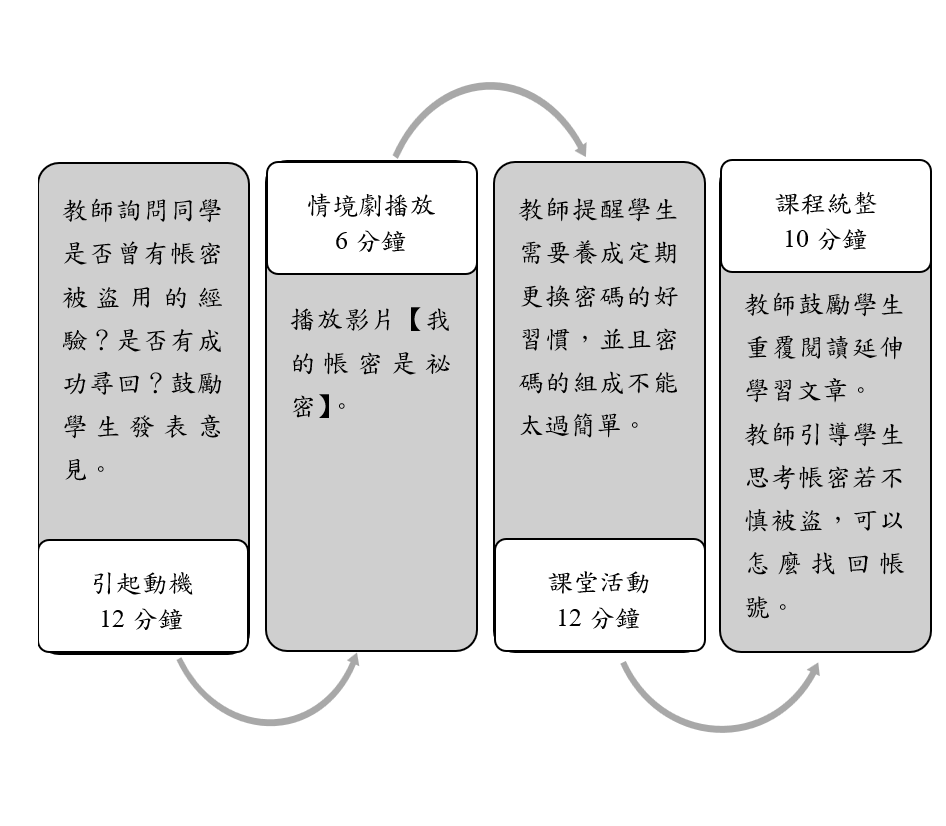 教師詢問同學
是否曾有帳密
被盜用的經
驗？是否有成
功尋回？鼓勵
學生發表意
見。
引起動機
12 分鐘
情境劇播放
6 分鐘
播放影片【我
的帳密是祕
密】。
教師提醒學生
需要養成定期
更換密碼的好
習慣，並且密
碼的組成不能
太過簡單。
課堂活動
12 分鐘
課程統整
10 分鐘
教師鼓勵學生
重覆閱讀延伸
學習文章。
教師引導學生
思考帳密若不
慎被盜，可以
怎麼找回帳
號。